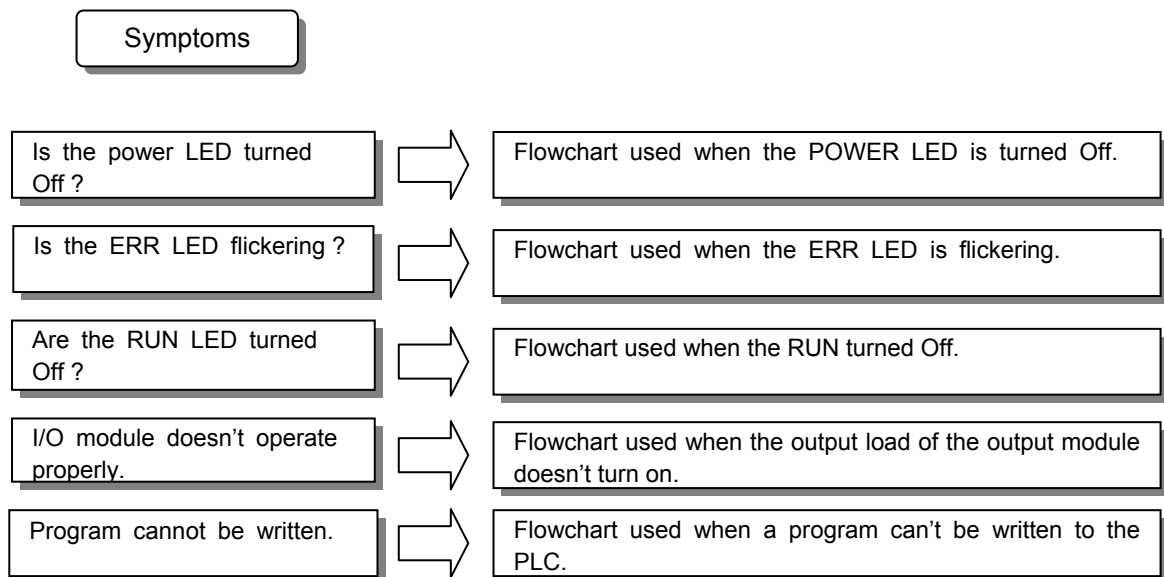 Symptoms
Is the power LED turned
Off ?
Flowchart used when the POWER LED is turned Off.
Is the ERR LED flickering ?
Flowchart used when the ERR LED is flickering.
Are the RUN LED turned
Off ?
Flowchart used when the RUN turned Off.
I/O module doesn’t operate
properly.
Flowchart used when the output load of the output module
doesn’t turn on.
Program cannot be written.
Flowchart used when a program can’t be written to the
PLC.